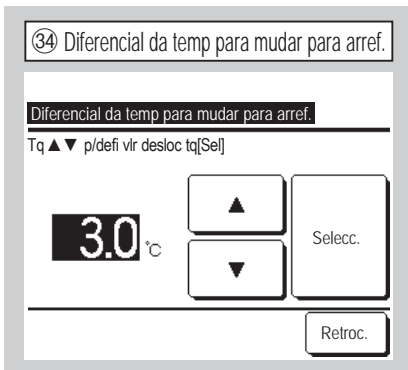 ㉞ Diferencial da temp para mudar para arref.
Diferencial da temp para mudar para arref.
Tq ▲ ▼ p/defi vlr desloc tq[Sel]
▲
3.0 °C
Selecc.
▼
Retroc.